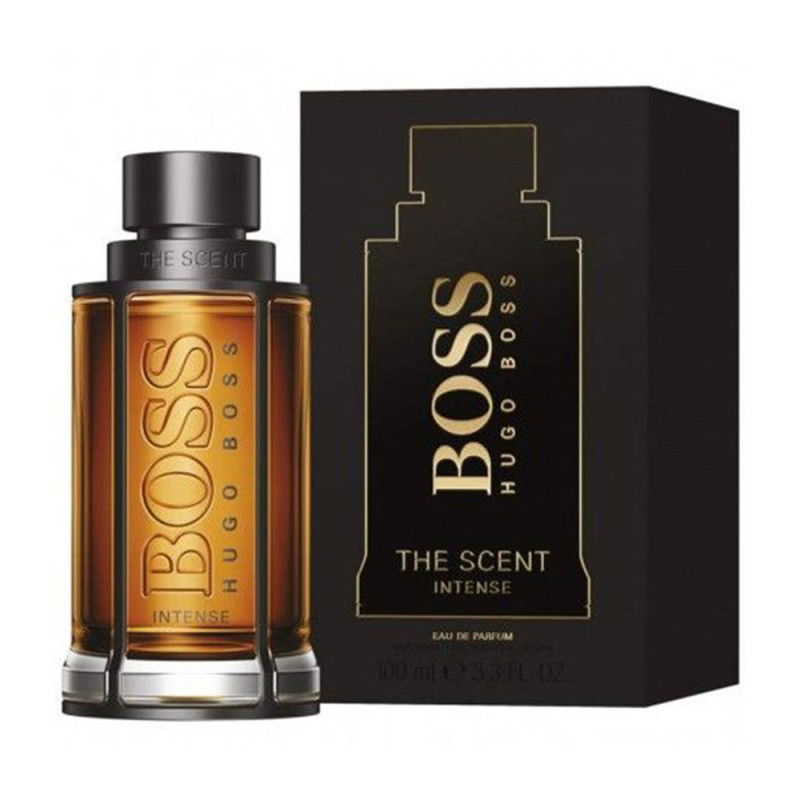 THE SCENT
BOSS
HUGO BOSS
INTENSE
BOSS
HUGO BOSS
THE SCENT
INTENSE
EAU DE PARFUM
100 ml ℮ 3.3 FL. OZ.